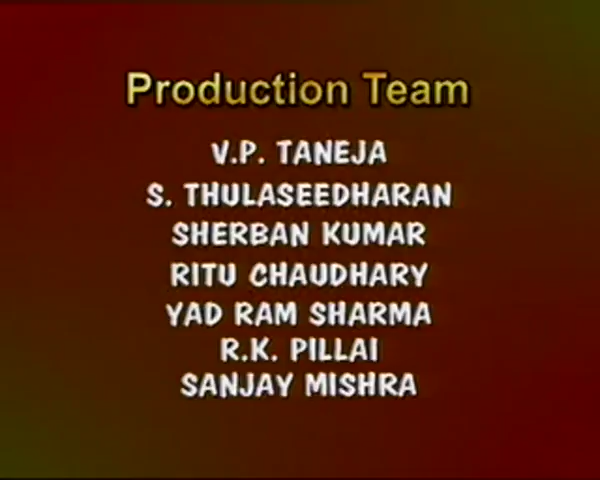 Production Team
V.P. TANEJA
S. THULASEEDHARAN
SHERBAN KUMAR
RITU CHAUDHARY
YAD RAM SHARMA
R.K. PILLAI
SANJAY MISHRA